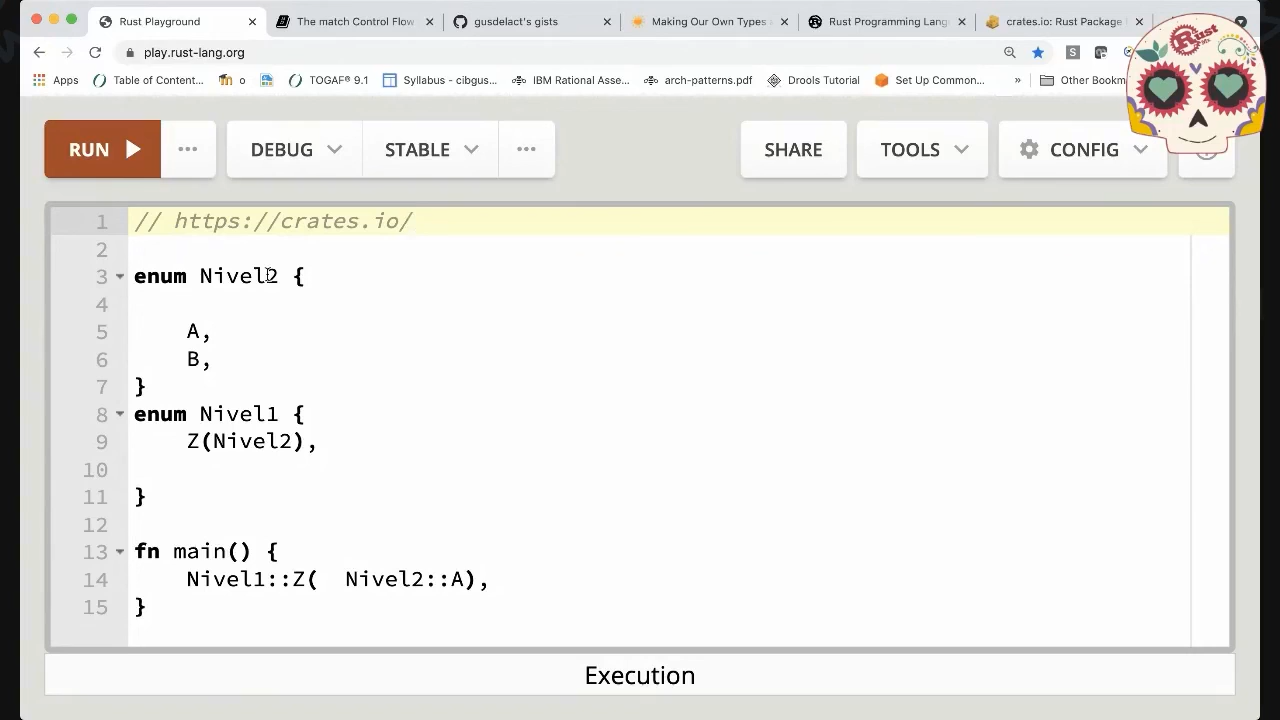 Rust Playground
The match Control Flow
gusdelact's gists
Making Our Own Types
Rust Programming Lang
crates.io: Rust Package
play.rust-lang.org
Apps
Table of Content...
o
TOGAF® 9.1
Syllabus - cibgus...
IBM Rational Asse...
arch-patterns.pdf
Drools Tutorial
Set Up Common...
»
Other Bookm
Rust
RUN
DEBUG
STABLE
SHARE
TOOLS
CONFIG
1 // https://crates.io/
2
3 enum Nivel2 {
4
5 A,
6 B,
7 }
8 enum Nivel1 {
9 Z(Nivel2),
10
11 }
12
13 fn main() {
14 Nivel1::Z( Nivel2::A),
15 }
Execution